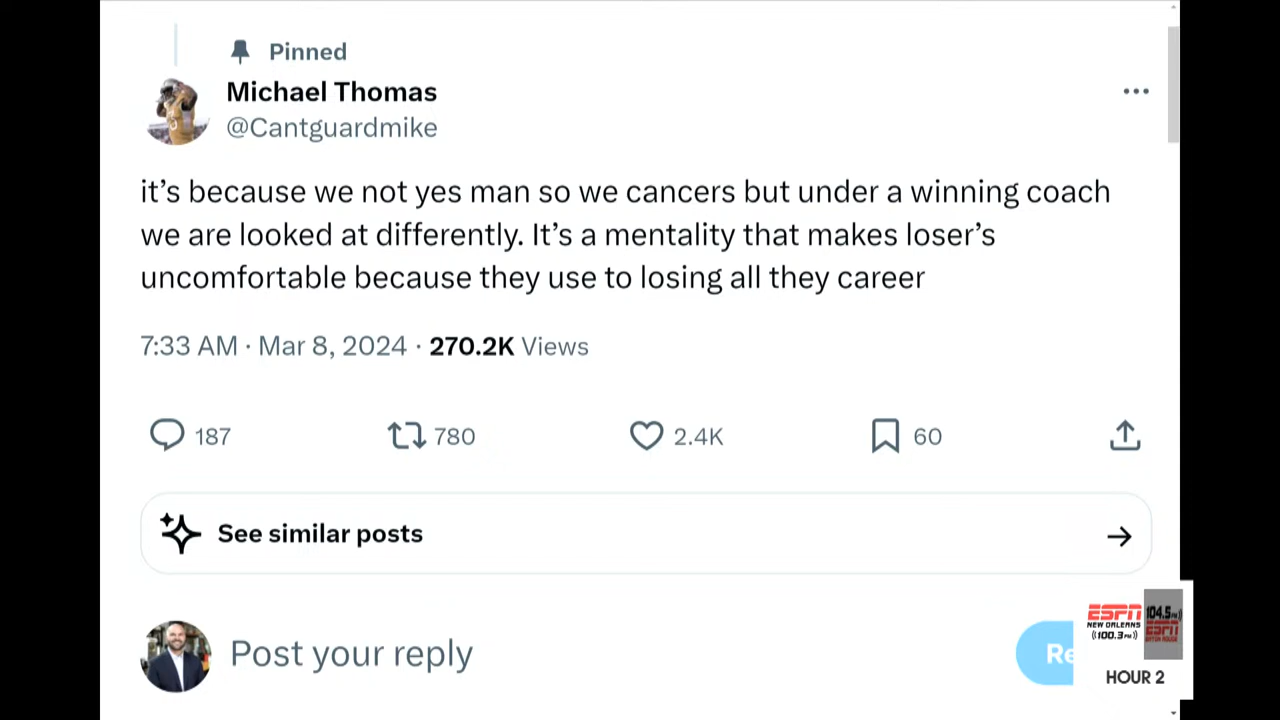 Pinned
Michael Thomas
@Cantguardmike
it’s because we not yes man so we cancers but under a winning coach
we are looked at differently. It’s a mentality that makes loser’s
uncomfortable because they use to losing all they career
7:33 AM · Mar 8, 2024 · 270.2K Views
187 780 2.4K 60
See similar posts
Post your reply
Re
ESPN
NEW ORLEANS
100.3 FM
104.5 FM
ESPN
BATON ROUGE
HOUR 2